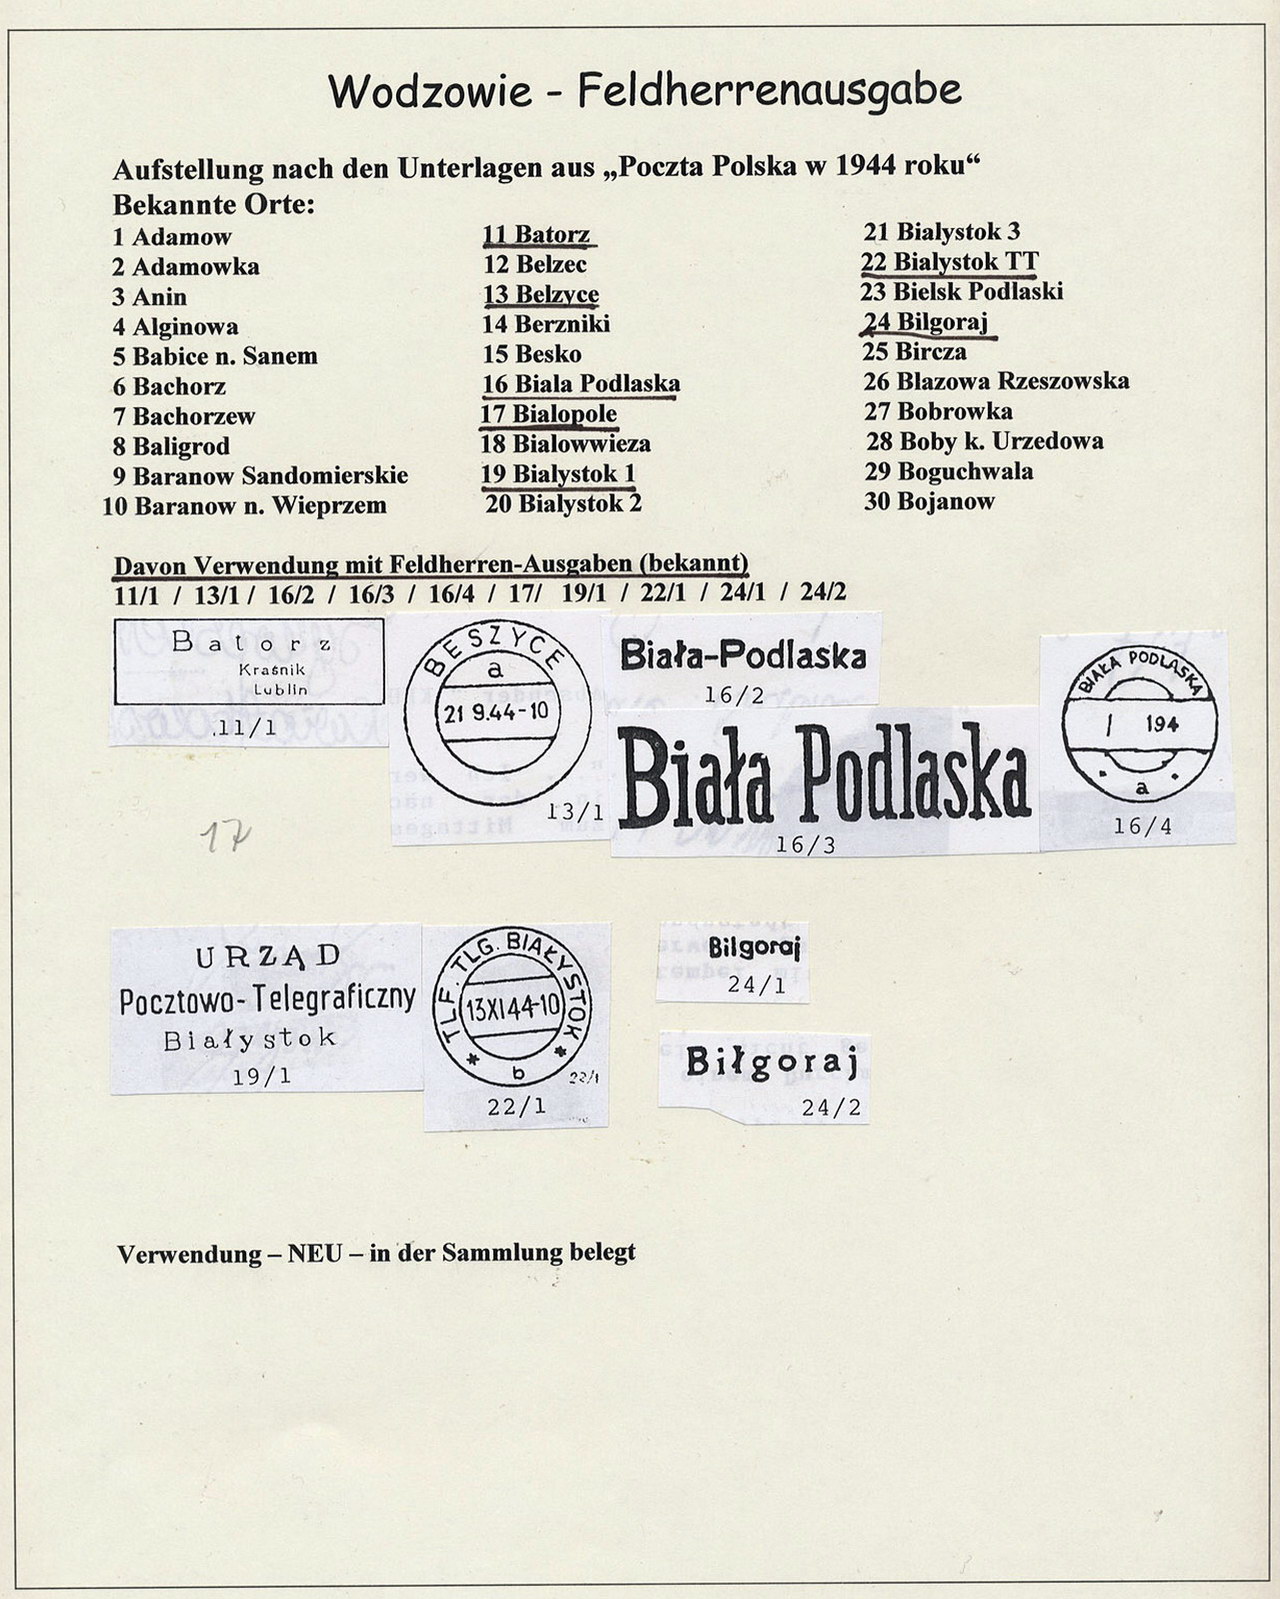 Wodzowie - Feldherrenausgabe
Aufstellung nach den Unterlagen aus „Poczta Polska w 1944 roku“
Bekannte Orte:
1 Adamow
2 Adamowka
3 Anin
4 Alginowa
5 Babice n. Sanem
6 Bachorz
7 Bachorzew
8 Baligrod
9 Baranow Sandomierskie
10 Baranow n. Wieprzem
11 Batorz
12 Belzec
13 Belzyce
14 Berzniki
15 Besko
16 Biala Podlaska
17 Bialopole
18 Bialowwieza
19 Bialystok 1
20 Bialystok 2
21 Bialystok 3
22 Bialystok TT
23 Bielsk Podlaski
24 Bilgoraj
25 Bircza
26 Blazowa Rzeszowska
27 Bobrowka
28 Boby k. Urzedowa
29 Boguchwala
30 Bojanow
Davon Verwendung mit Feldherren-Ausgaben (bekannt)
11/1 / 13/1 / 16/2 / 16/3 / 16/4 / 17/ 19/1 / 22/1 / 24/1 / 24/2
Batorz
Kraśnik
Lublin
11/1
BESZYCE
a
21 9.44-10
13/1
Biała-Podlaska
16/2
Biała Podlaska
16/3
BIAŁA PODLASKA
/ 194
a
16/4
17
URZĄD
Pocztowo-Telegraficzny
Białystok
19/1
TLF. TLG. BIAŁYSTOK
13XI44-10
* b *
22/1
22/1
Bilgoraj
24/1
Biłgoraj
24/2
Verwendung – NEU – in der Sammlung belegt